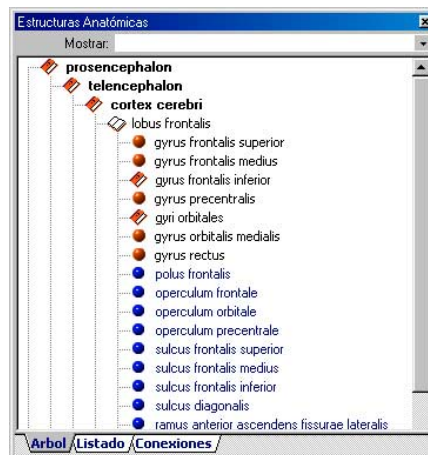 Estructuras Anatómicas
Mostrar:
prosencephalon
telencephalon
cortex cerebri
lobus frontalis
gyrus frontalis superior
gyrus frontalis medius
gyrus frontalis inferior
gyrus precentralis
gyri orbitales
gyrus orbitalis medialis
gyrus rectus
polus frontalis
operculum frontale
operculum orbitale
operculum precentrale
sulcus frontalis superior
sulcus frontalis medius
sulcus frontalis inferior
sulcus diagonalis
ramus anterior ascendens fissurae lateralis
Arbol Listado Conexiones